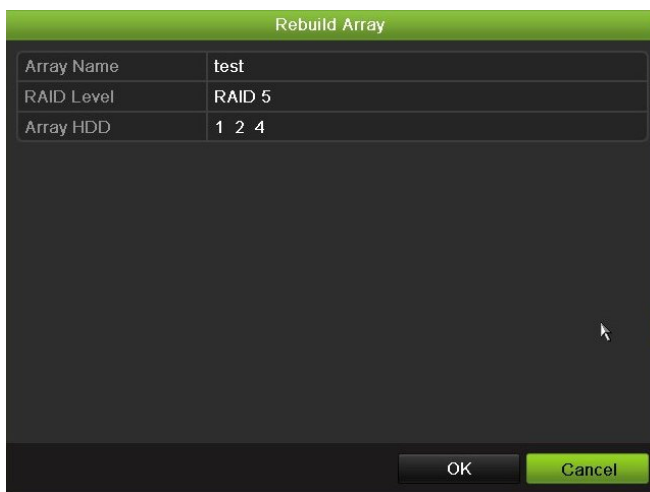 Rebuild Array
Array Name test
RAID Level RAID 5
Array HDD 1 2 4
OK Cancel